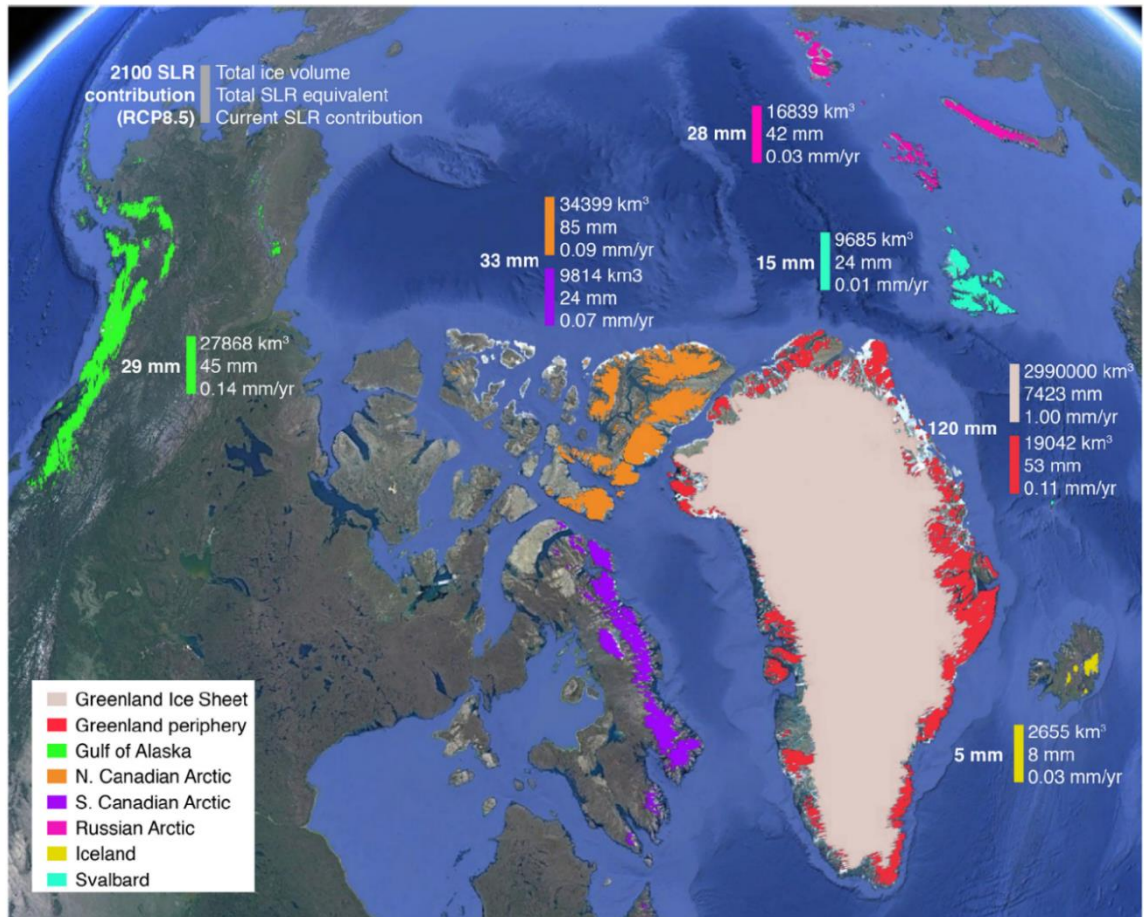 2100 SLR
contribution
(RCP8.5)
Total ice volume
Total SLR equivalent
Current SLR contribution
28 mm
16839 km³
42 mm
0.03 mm/yr
33 mm
34399 km³
85 mm
0.09 mm/yr
9814 km3
24 mm
0.07 mm/yr
15 mm
9685 km³
24 mm
0.01 mm/yr
29 mm
27868 km³
45 mm
0.14 mm/yr
120 mm
2990000 km³
7423 mm
1.00 mm/yr
19042 km³
53 mm
0.11 mm/yr
5 mm
2655 km³
8 mm
0.03 mm/yr
Greenland Ice Sheet
Greenland periphery
Gulf of Alaska
N. Canadian Arctic
S. Canadian Arctic
Russian Arctic
Iceland
Svalbard